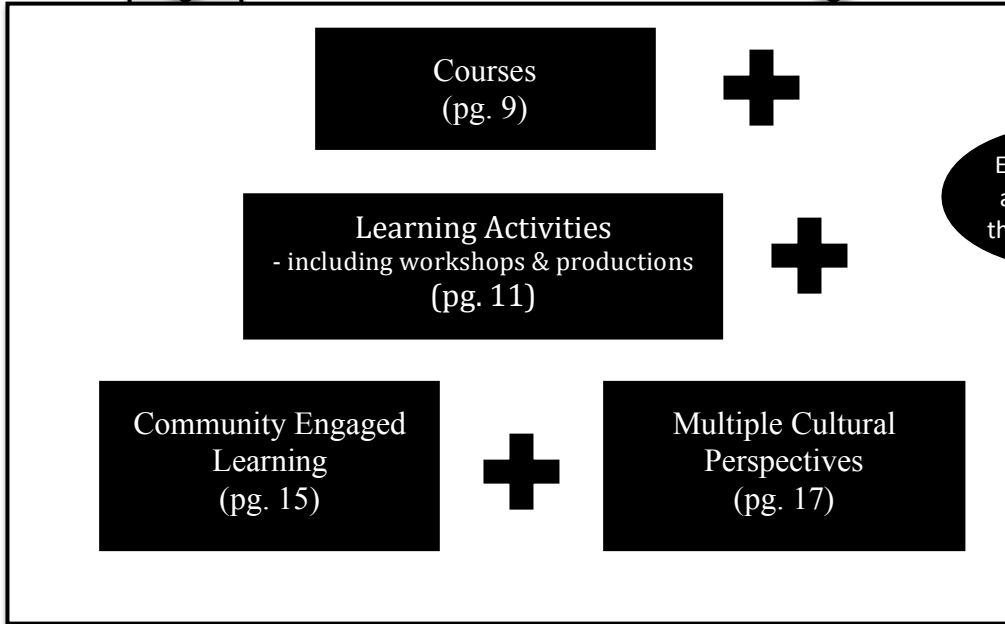 Courses
(pg. 9)
Learning Activities
- including workshops & productions
(pg. 11)
Community Engaged
Learning
(pg. 15)
Multiple Cultural
Perspectives
(pg. 17)